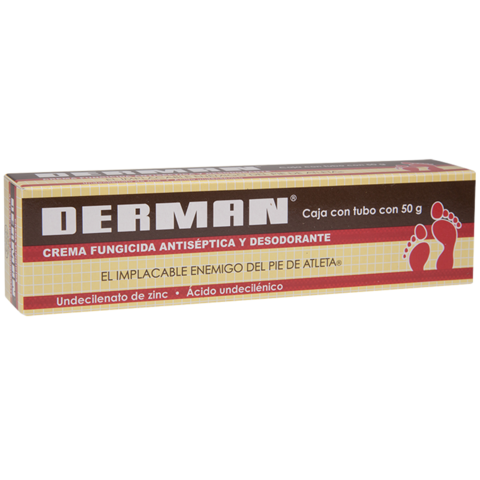 DERMAN®
Caja con tubo con 50 g
CREMA FUNGICIDA ANTISÉPTICA Y DESODORANTE
EL IMPLACABLE ENEMIGO DEL PIE DE ATLETA®
Undecilenato de zinc • Ácido undecilénico
DERMAN